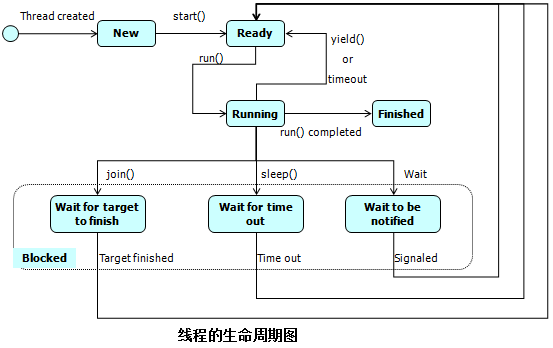 Thread created
start()
New
Ready
yield()
or
timeout
run()
Running
Finished
run() completed
join()
sleep()
Wait
Wait for target
to finish
Wait for time
out
Wait to be
notified
Blocked
Target finished
Time out
Signaled
线程的生命周期图